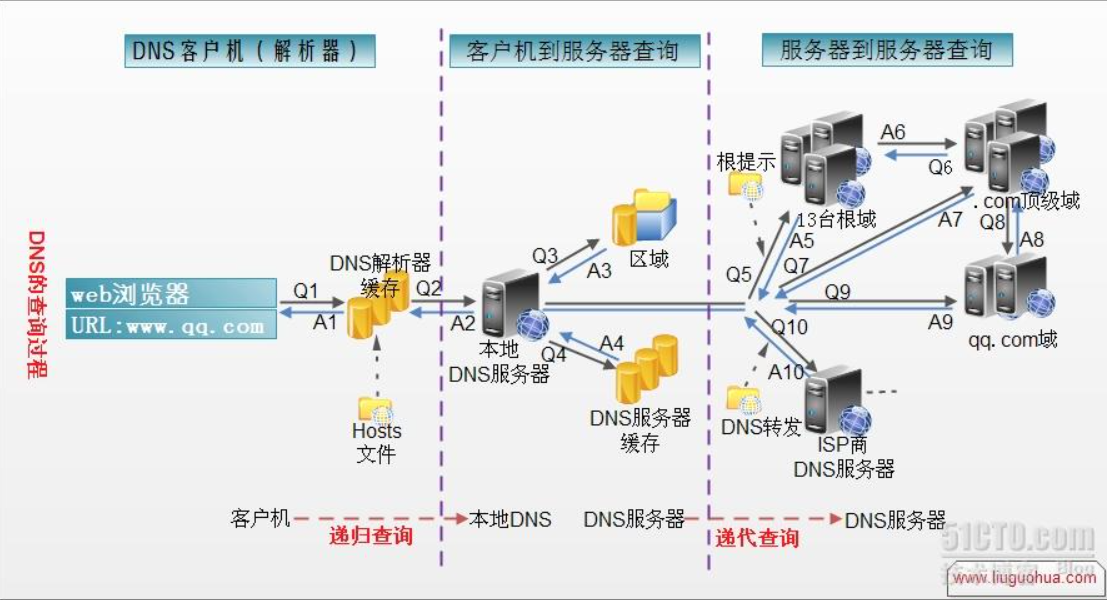 DNS客户机（解析器）
客户机到服务器查询
服务器到服务器查询
DNS的查询过程
web浏览器
URL:www.qq.com
Q1
A1
DNS解析器
缓存
Hosts
文件
Q2
A2
本地
DNS服务器
Q3
A3
区域
Q4
A4
DNS服务器
缓存
根提示
13台根域
A6
Q6
.com顶级域
Q5
A5
Q7
A7
Q8
A8
Q9
A9
qq.com域
Q10
A10
DNS转发
ISP商
DNS服务器
客户机
递归查询
本地DNS
DNS服务器
递代查询
DNS服务器
51CTO.com
技术博客 Blog
www.liuguohua.com